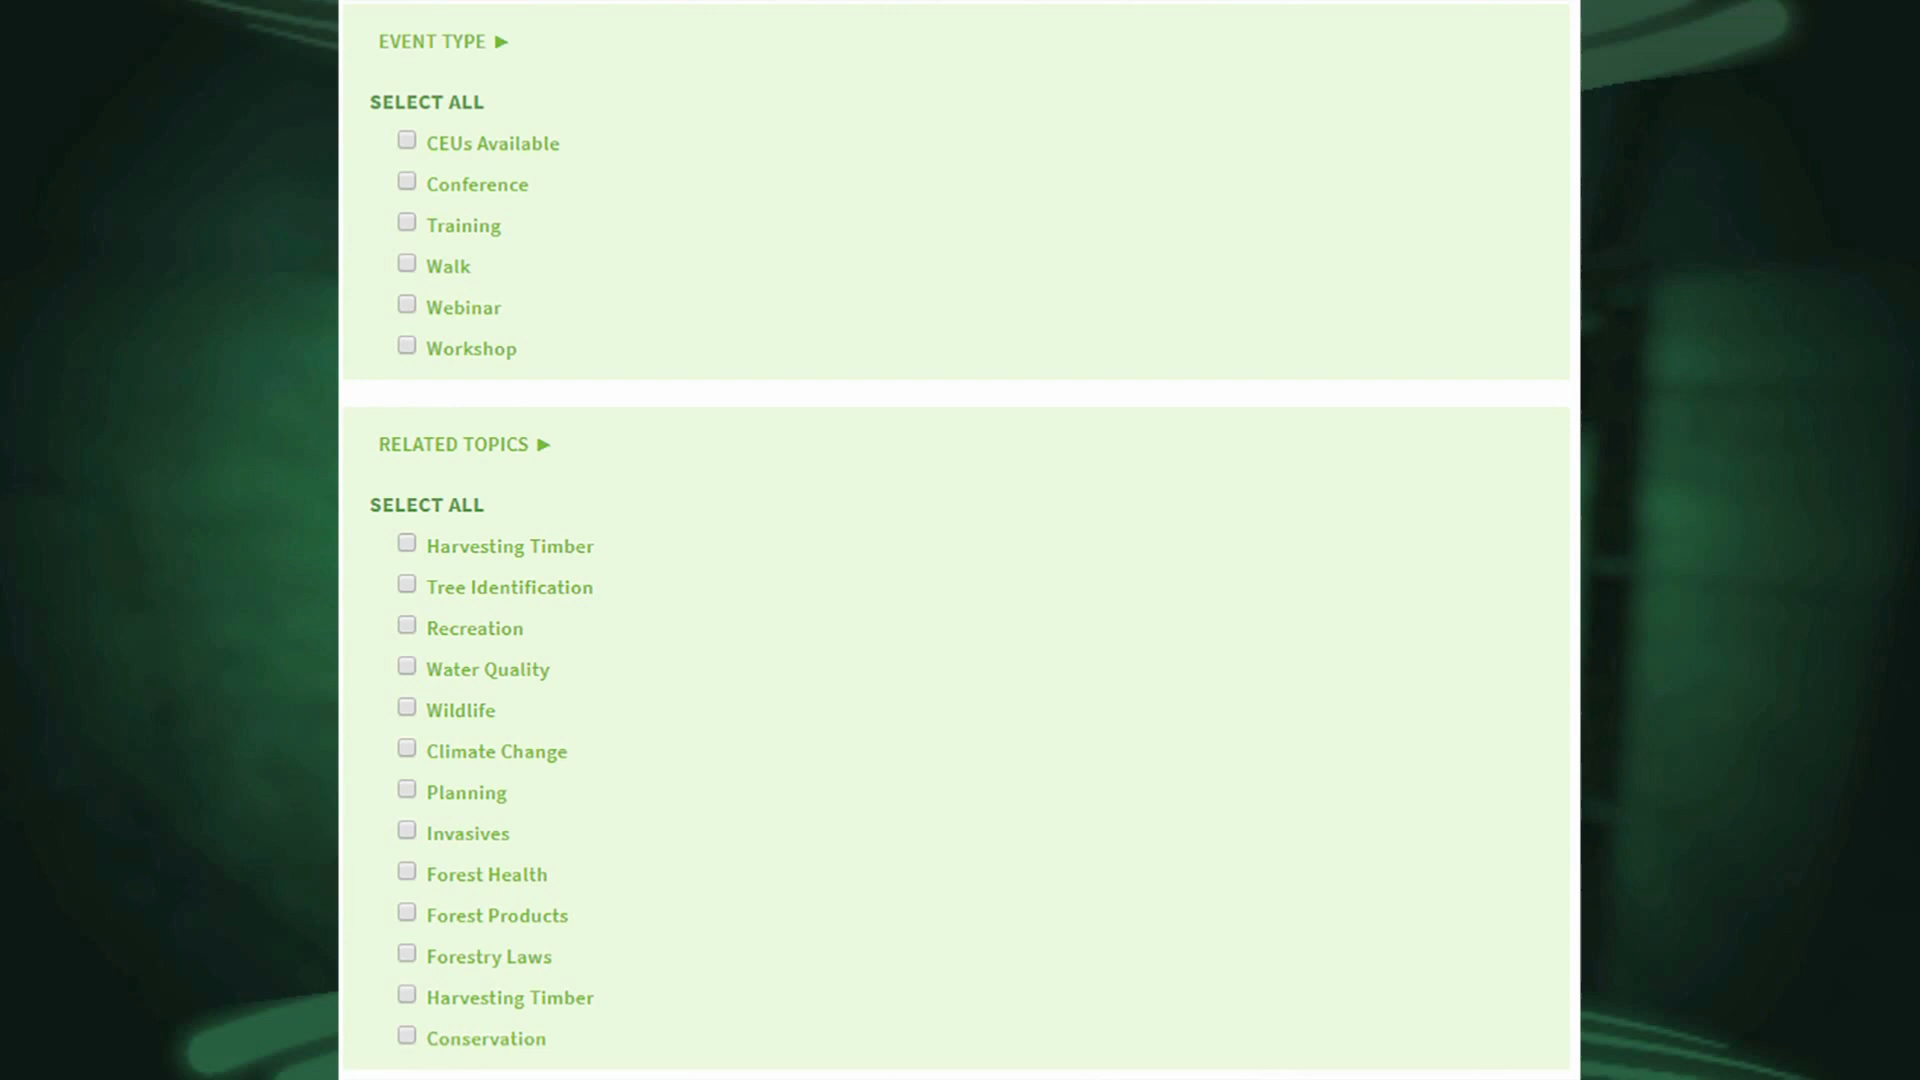 EVENT TYPE ►
SELECT ALL
CEUs Available
Conference
Training
Walk
Webinar
Workshop
RELATED TOPICS ►
SELECT ALL
Harvesting Timber
Tree Identification
Recreation
Water Quality
Wildlife
Climate Change
Planning
Invasives
Forest Health
Forest Products
Forestry Laws
Harvesting Timber
Conservation